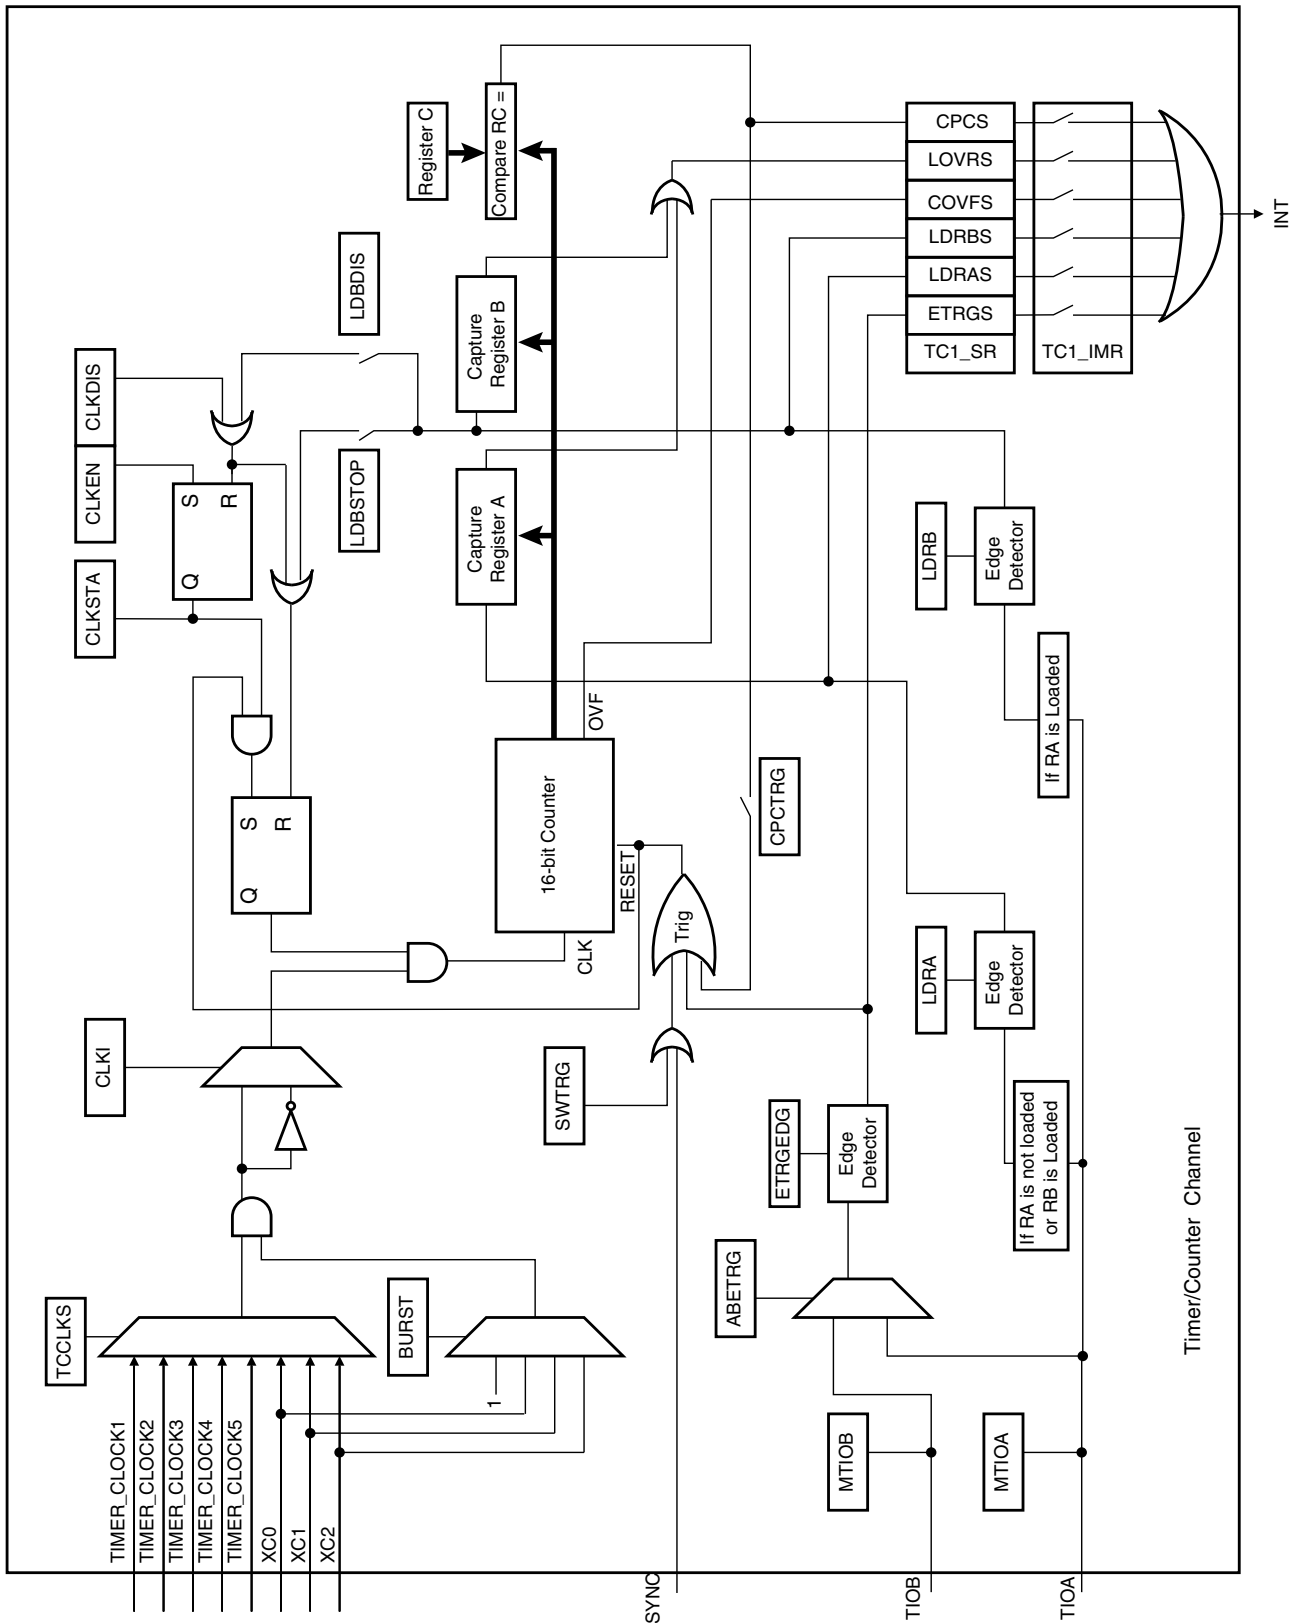 TIMER_CLOCK1
TIMER_CLOCK2
TIMER_CLOCK3
TIMER_CLOCK4
TIMER_CLOCK5
XC0
XC1
XC2
TCCLKS
BURST
1
CLKI
CLKSTA
CLKEN
CLKDIS
Q
S
R
Q
S
R
LDBSTOP
LDBDIS
16-bit Counter
CLK
RESET
OVF
Capture
Register A
Capture
Register B
Register C
Compare RC =
SWTRG
SYNC
Trig
CPCTRG
MTIOB
TIOB
MTIOA
TIOA
ABETRG
ETRGEDG
Edge
Detector
If RA is not loaded
or RB is Loaded
LDRA
Edge
Detector
If RA is Loaded
LDRB
Edge
Detector
CPCS
LOVRS
COVFS
LDRBS
LDRAS
ETRGS
TC1_SR
TC1_IMR
INT
Timer/Counter Channel